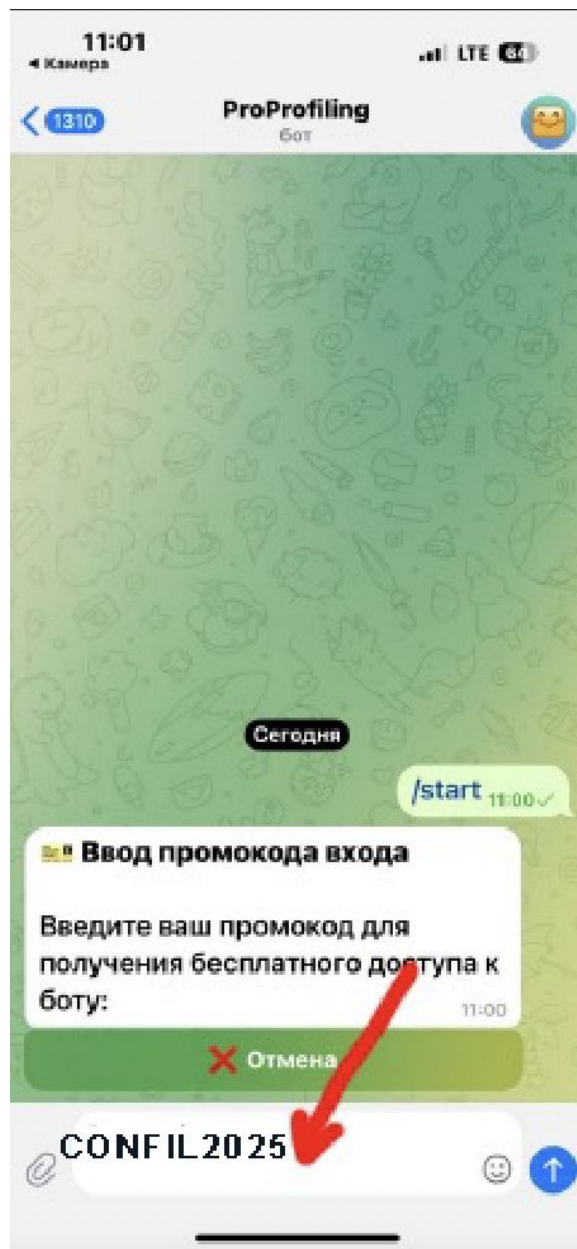 11:01
◀ Камера
LTE 64
1310
ProProfiling
бот
Сегодня
/start 11:00
Ввод промокода входа
Введите ваш промокод для
получения бесплатного доступа к
боту:
11:00
❌ Отмена
CONFIL2025